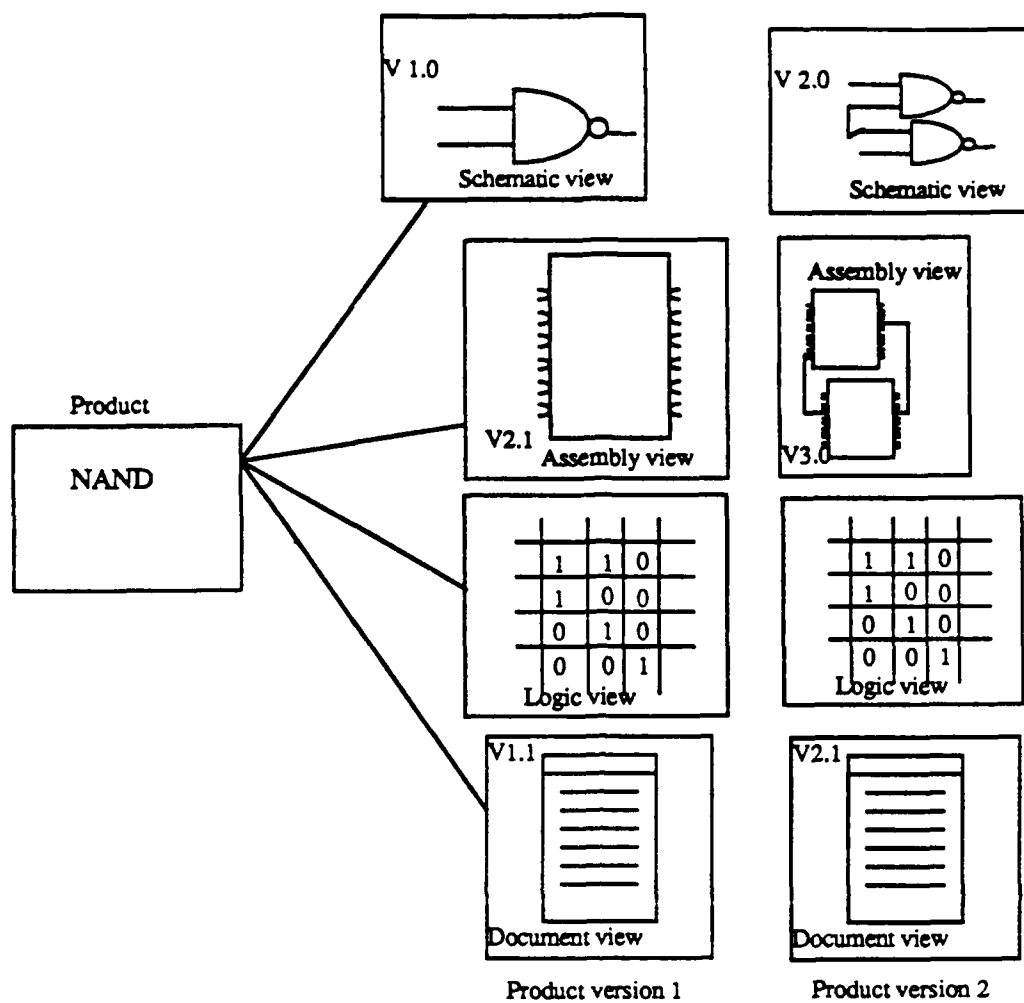 V 1.0
Schematic view
V 2.0
Schematic view
V2.1
Assembly view
Assembly view
V3.0
Product
NAND
1 1 0
1 0 0
0 1 0
0 0 1
Logic view
1 1 0
1 0 0
0 1 0
0 0 1
Logic view
V1.1
Document view
V2.1
Document view
Product version 1
Product version 2